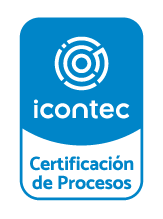 icontec
Certificación
de Procesos